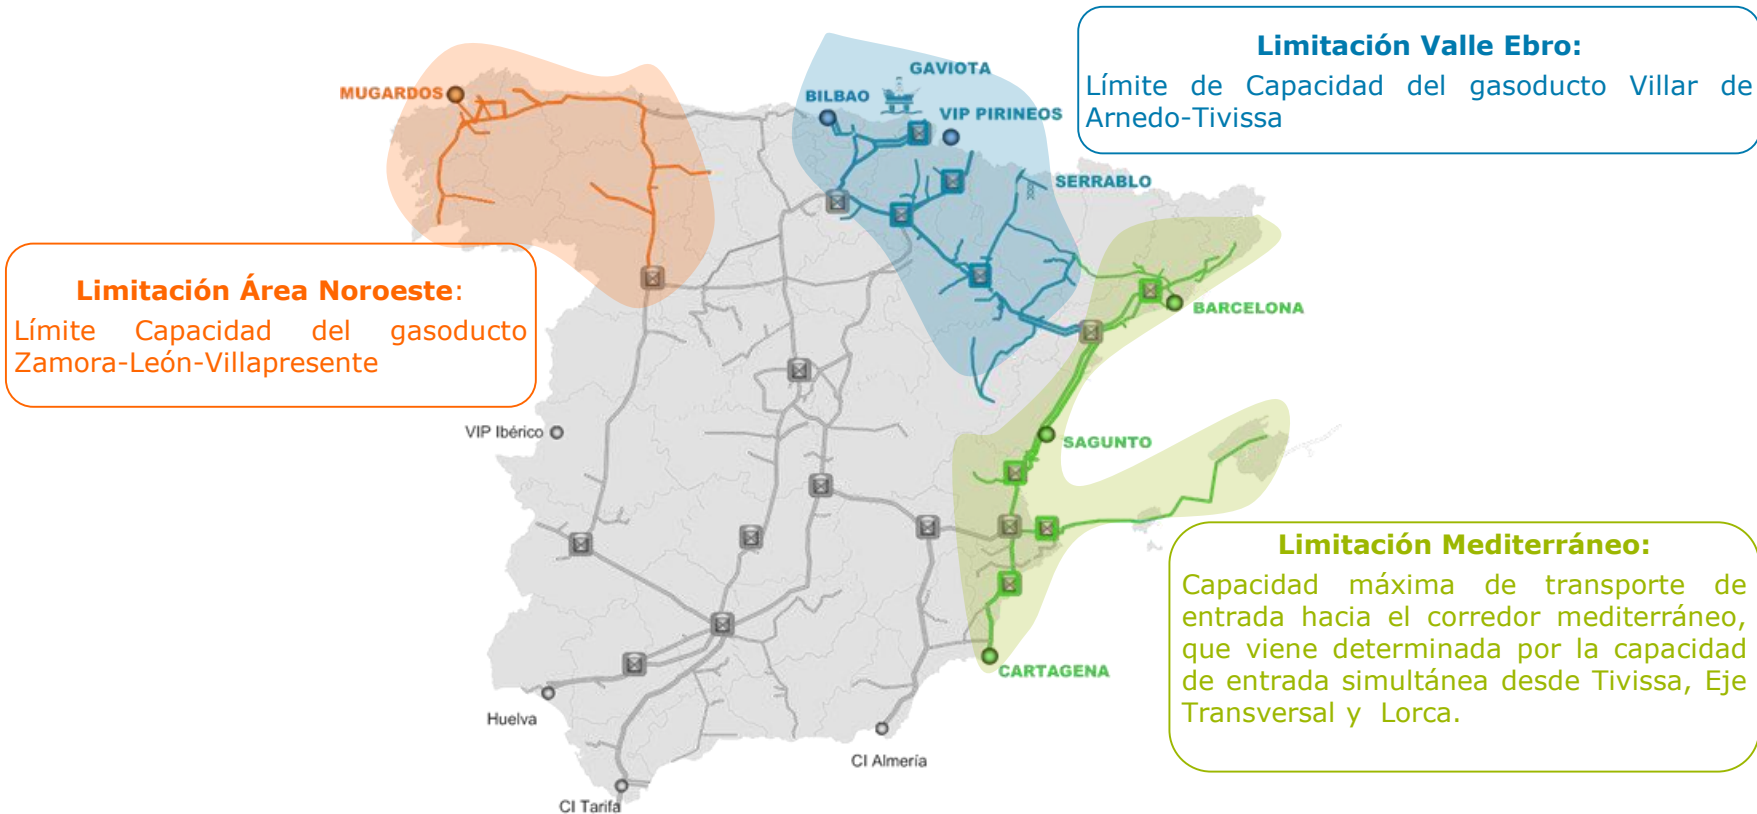 Limitación Valle Ebro:
Límite de Capacidad del gasoducto Villar de
Arnedo-Tivissa
GAVIOTA
MUGARDOS
BILBAO
VIP PIRINEOS
SERRABLO
Limitación Área Noroeste:
Límite Capacidad del gasoducto
Zamora-León-Villapresente
BARCELONA
VIP Ibérico
SAGUNTO
Limitación Mediterráneo:
Capacidad máxima de transporte de
entrada hacia el corredor mediterráneo,
que viene determinada por la capacidad
de entrada simultánea desde Tivissa, Eje
Transversal y Lorca.
CARTAGENA
Huelva
CI Almería
CI Tarifa